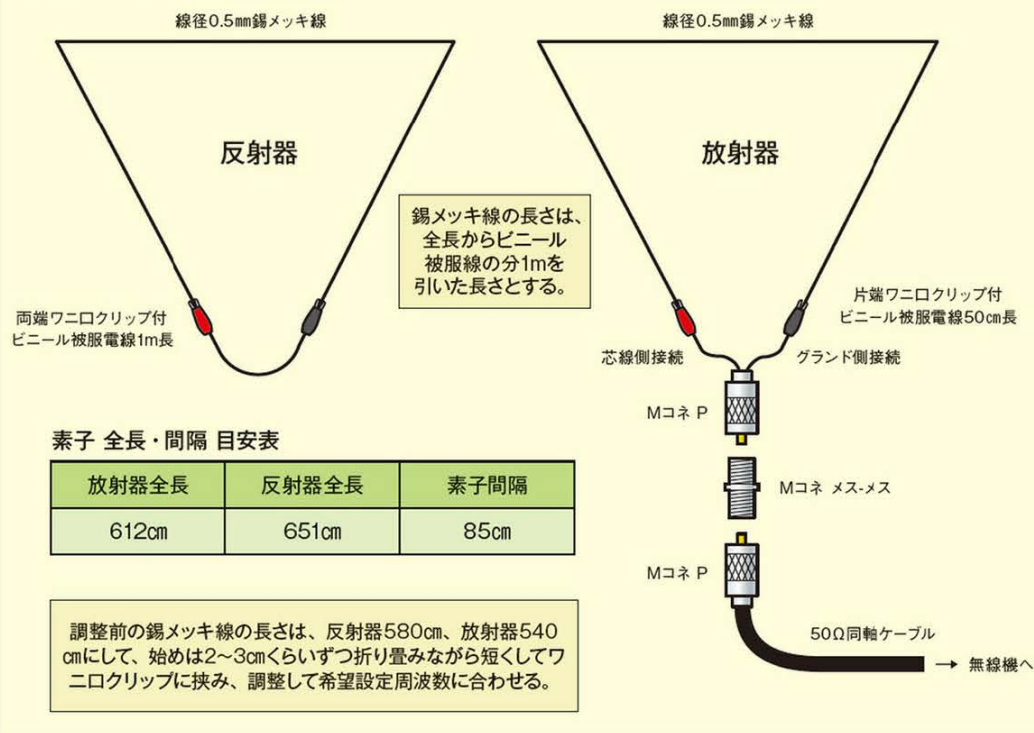 線径0.5㎜錫メッキ線
線径0.5㎜錫メッキ線
反射器
放射器
錫メッキ線の長さは、
全長からビニール
被服線の分1mを
引いた長さとする。
両端ワニ口クリップ付
ビニール被服電線1m長
片端ワニ口クリップ付
ビニール被服電線50㎝長
芯線側接続
グランド側接続
Mコネ P
Mコネ メス-メス
Mコネ P
50Ω同軸ケーブル
→ 無線機へ
素子 全長・間隔 目安表
放射器全長 反射器全長 素子間隔
612㎝ 651㎝ 85㎝
調整前の錫メッキ線の長さは、反射器580㎝、放射器540
㎝にして、始めは2〜3㎝くらいずつ折り畳みながら短くしてワ
ニ口クリップに挟み、調整して希望設定周波数に合わせる。